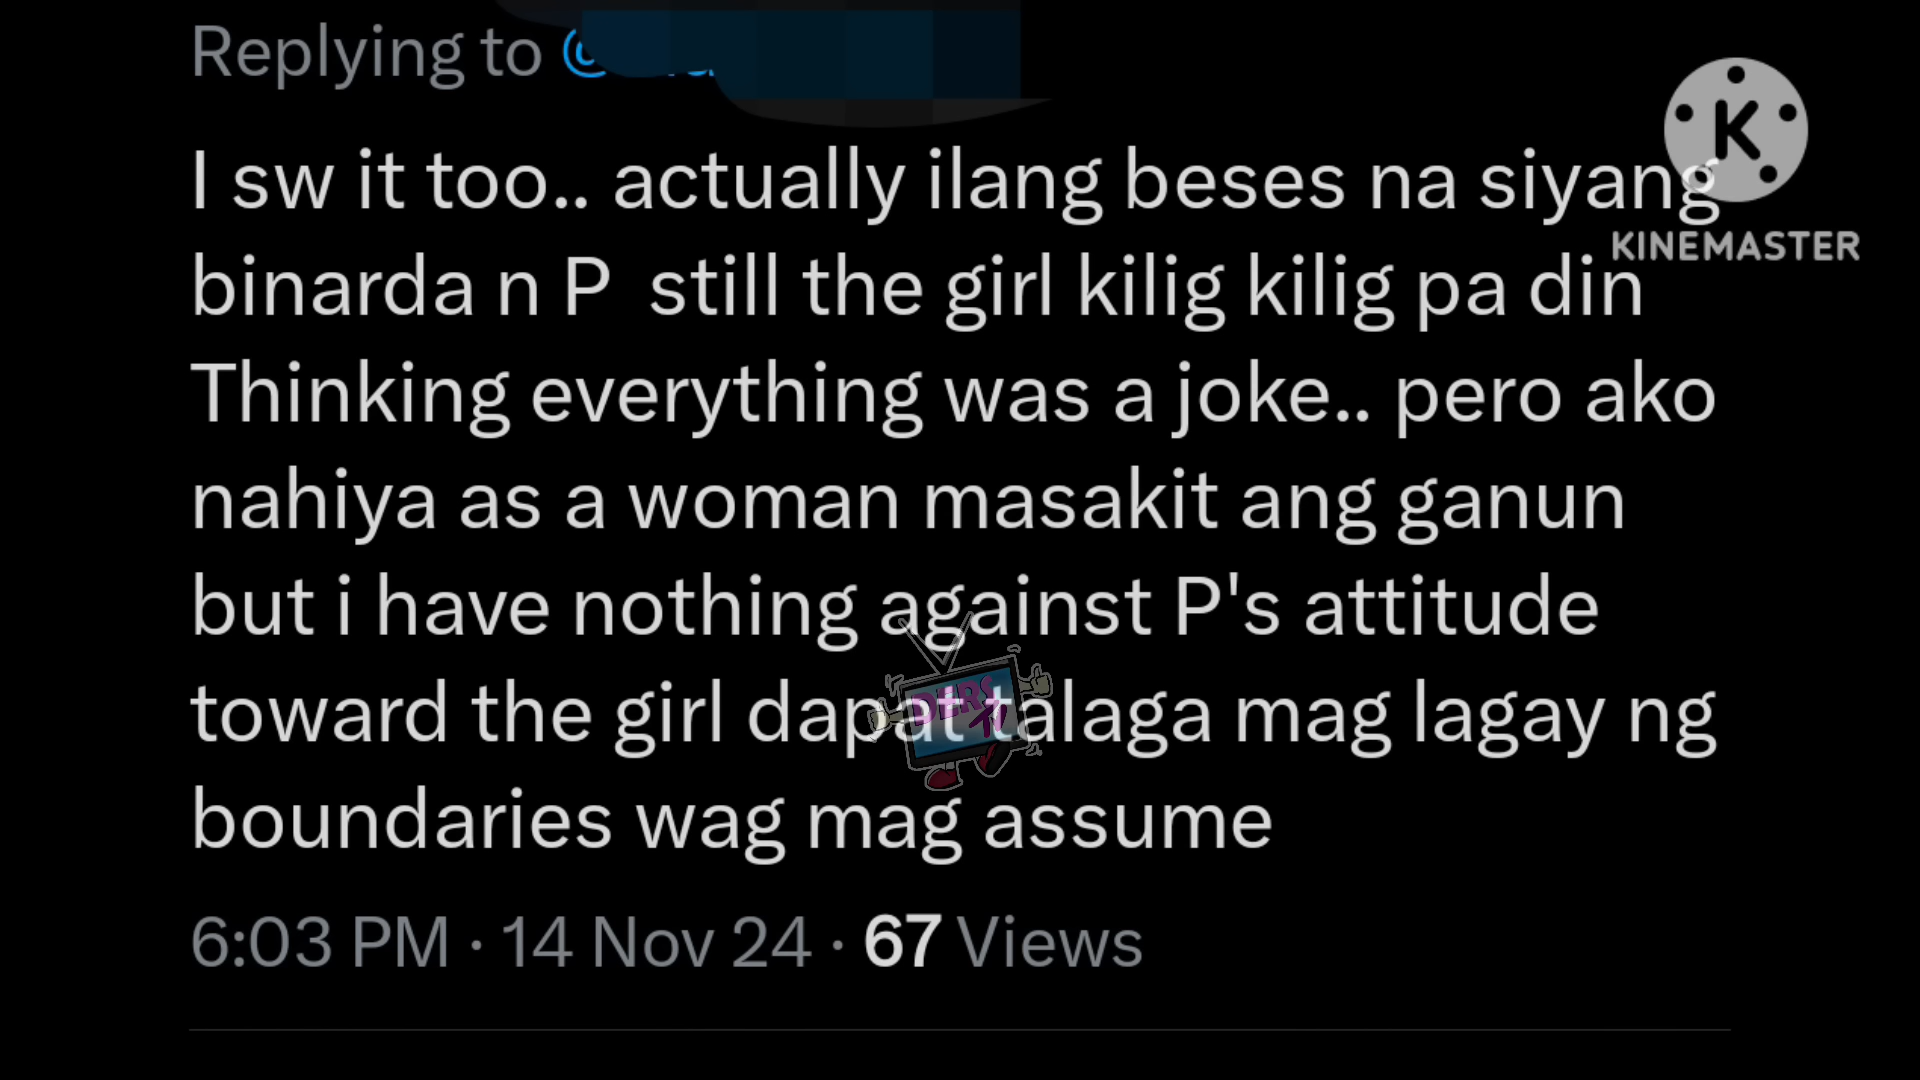 Replying to @
I sw it too.. actually ilang beses na siyang
binarda n P still the girl kilig kilig pa din
Thinking everything was a joke.. pero ako
nahiya as a woman masakit ang ganun
but i have nothing against P's attitude
toward the girl dapat talaga mag lagay ng
boundaries wag mag assume
6:03 PM · 14 Nov 24 · 67 Views
K
KINEMASTER
DERS TV